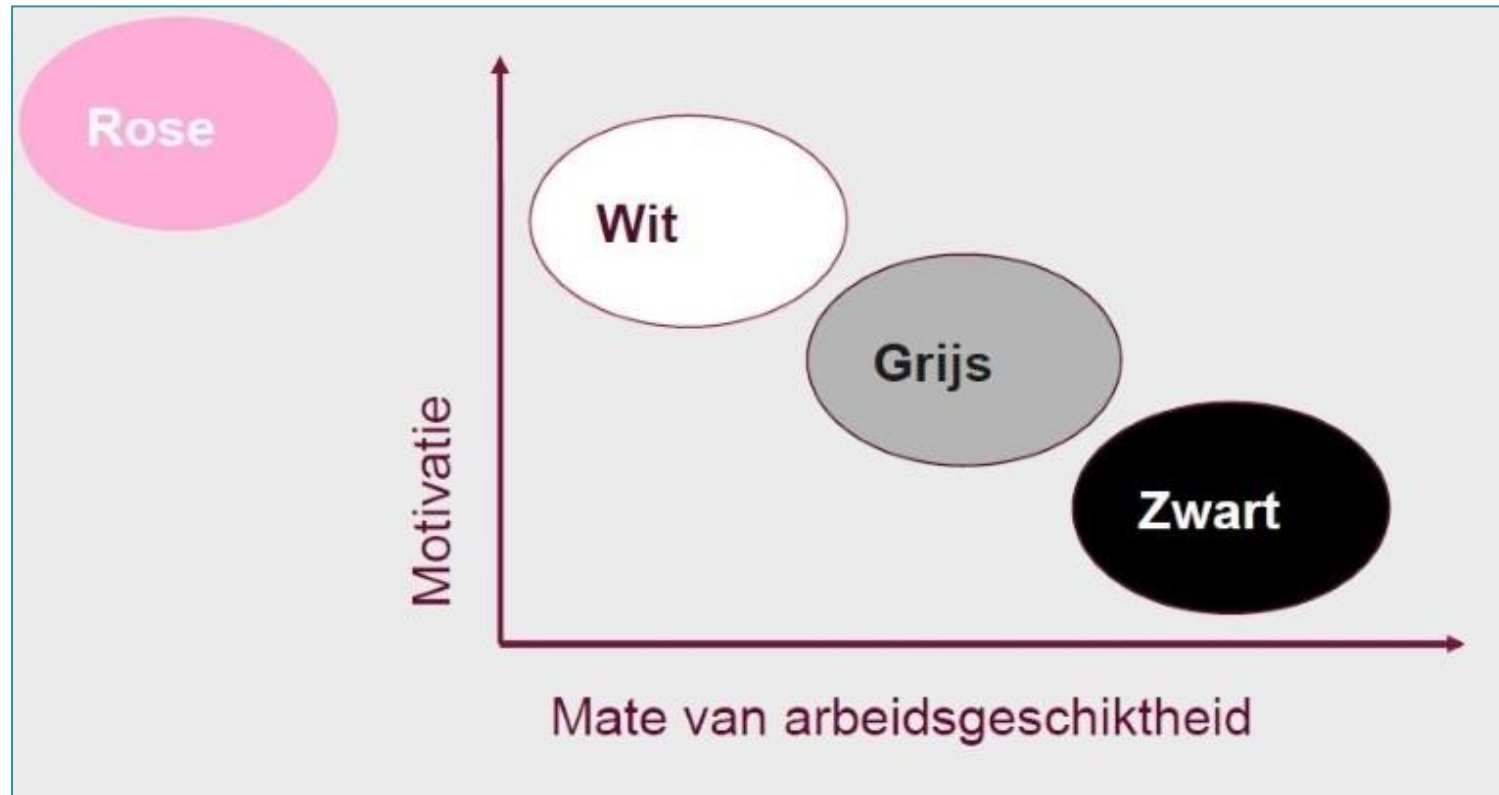 Rose
Wit
Grijs
Zwart
Motivatie
Mate van arbeidsgeschiktheid